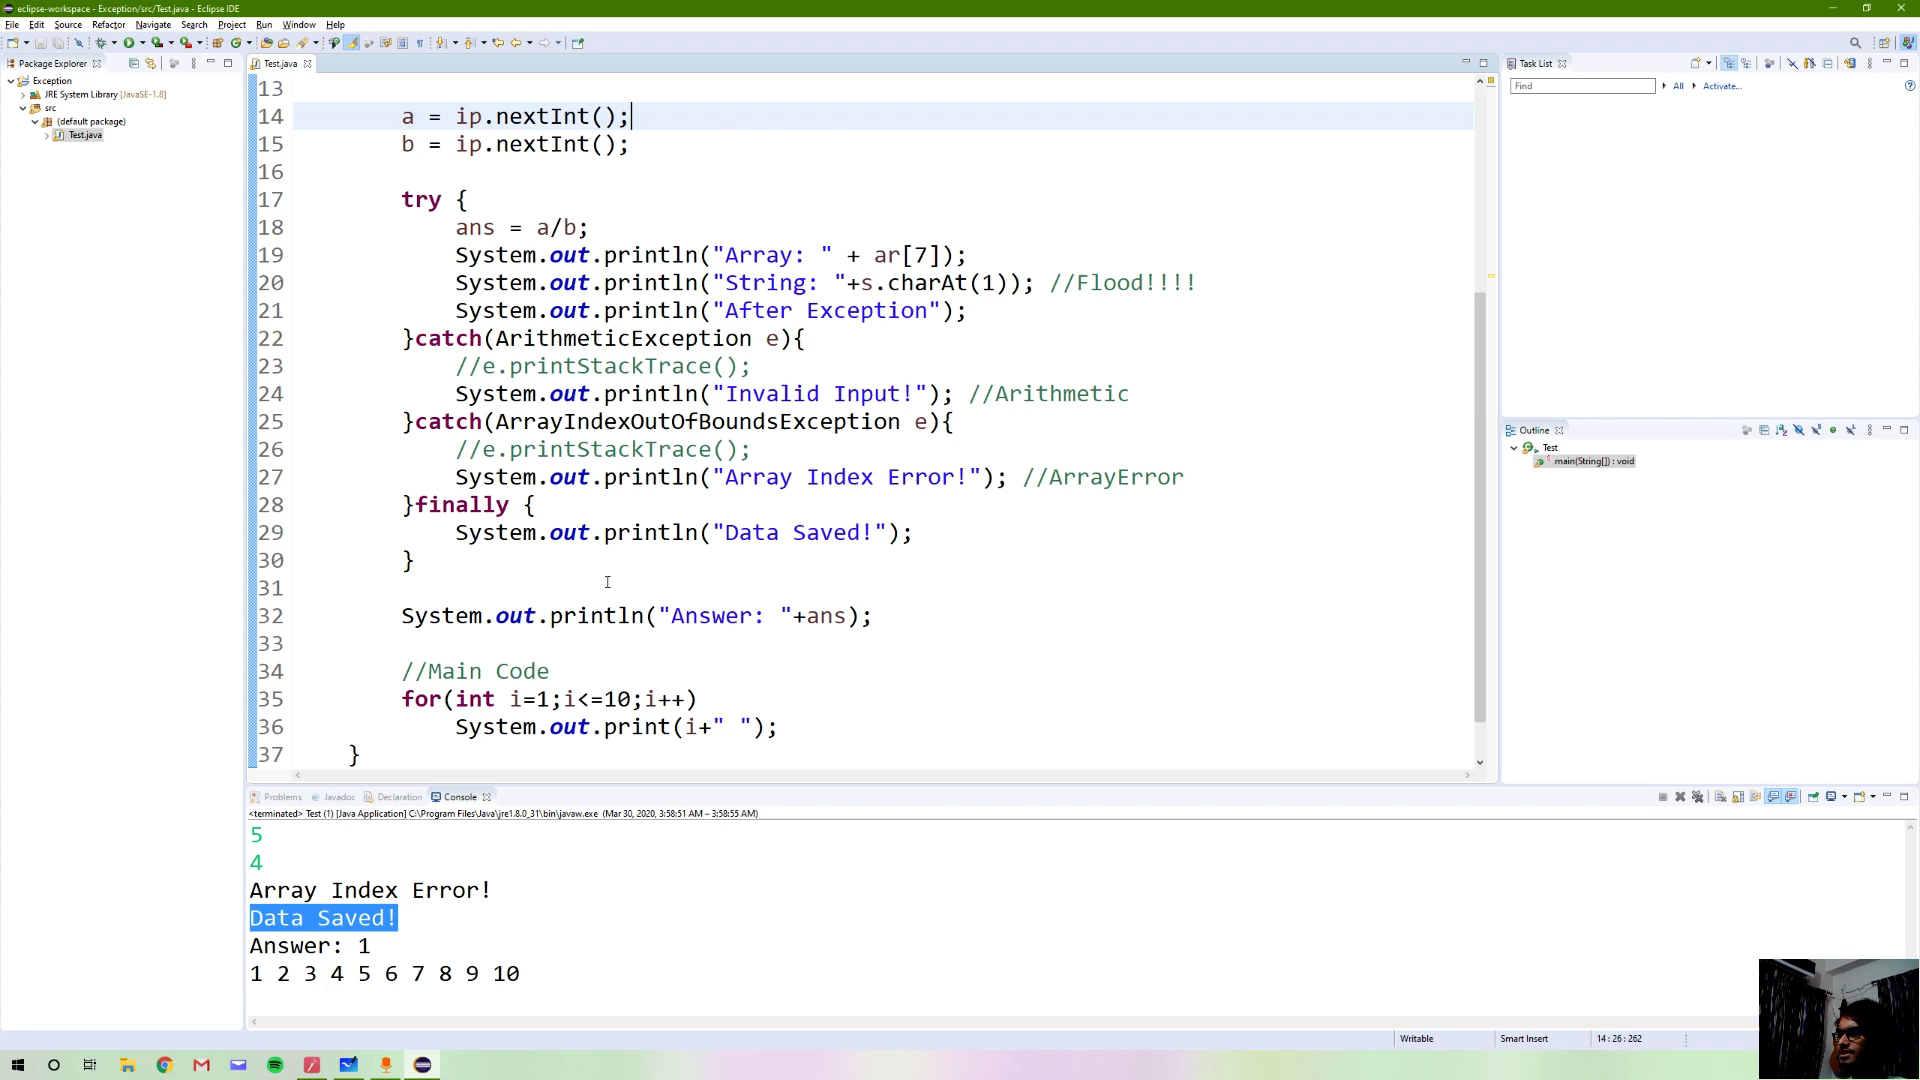 eclipse-workspace - Exception/src/Test.java - Eclipse IDE
File Edit Source Refactor Navigate Search Project Run Window Help
Package Explorer
Exception
JRE System Library [JavaSE-1.8]
src
(default package)
Test.java
Test.java
13
14 a = ip.nextInt();
15 b = ip.nextInt();
16
17 try {
18 ans = a/b;
19 System.out.println("Array: " + ar[7]);
20 System.out.println("String: "+s.charAt(1)); //Flood!!!!
21 System.out.println("After Exception");
22 }catch(ArithmeticException e){
23 //e.printStackTrace();
24 System.out.println("Invalid Input!"); //Arithmetic
25 }catch(ArrayIndexOutOfBoundsException e){
26 //e.printStackTrace();
27 System.out.println("Array Index Error!"); //ArrayError
28 }finally {
29 System.out.println("Data Saved!");
30 }
31
32 System.out.println("Answer: "+ans);
33
34 //Main Code
35 for(int i=1;i<=10;i++)
36 System.out.print(i+" ");
37 }
Task List
Find All Activate...
Outline
Test
main(String[]) : void
Problems Javadoc Declaration Console
<terminated> Test (1) [Java Application] C:\Program Files\Java\jre1.8.0_31\bin\javaw.exe (Mar 30, 2020, 3:58:51 AM – 3:58:55 AM)
5
4
Array Index Error!
Data Saved!
Answer: 1
1 2 3 4 5 6 7 8 9 10
Writable Smart Insert 14 : 26 : 262